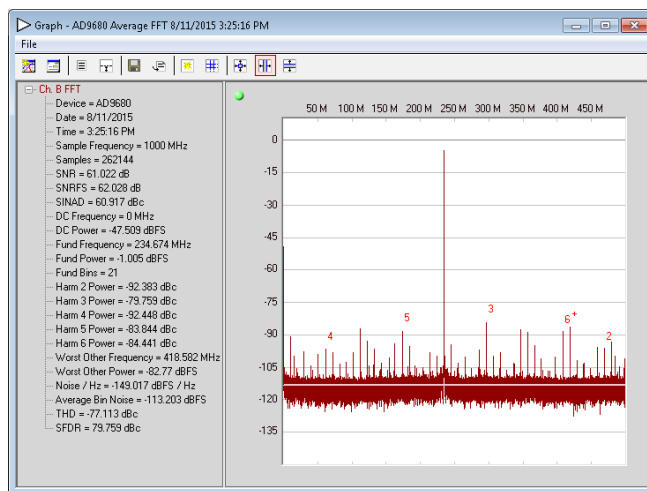 Graph - AD9680 Average FFT 8/11/2015 3:25:16 PM
File
Ch. B FFT
Device = AD9680
Date = 8/11/2015
Time = 3:25:16 PM
Sample Frequency = 1000 MHz
Samples = 262144
SNR = 61.022 dB
SNRFS = 62.028 dB
SINAD = 60.917 dBc
DC Frequency = 0 MHz
DC Power = -47.509 dBFS
Fund Frequency = 234.674 MHz
Fund Power = -1.005 dBFS
Fund Bins = 21
Harm 2 Power = -92.383 dBc
Harm 3 Power = -79.759 dBc
Harm 4 Power = -92.448 dBc
Harm 5 Power = -83.844 dBc
Harm 6 Power = -84.441 dBc
Worst Other Frequency = 418.582 MHz
Worst Other Power = -82.77 dBFS
Noise / Hz = -149.017 dBFS / Hz
Average Bin Noise = -113.203 dBFS
THD = -77.113 dBc
SFDR = 79.759 dBc
50 M 100 M 150 M 200 M 250 M 300 M 350 M 400 M 450 M
0
-15
-30
-45
-60
-75
-90
-105
-120
-135
4 5 3 6 + 2